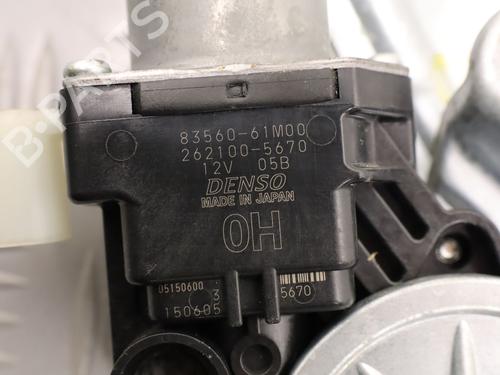 B-PARTS
83560-61M00
262100-5670
12V 05B
DENSO
MADE IN JAPAN
0H
05150600
3
150605
5670